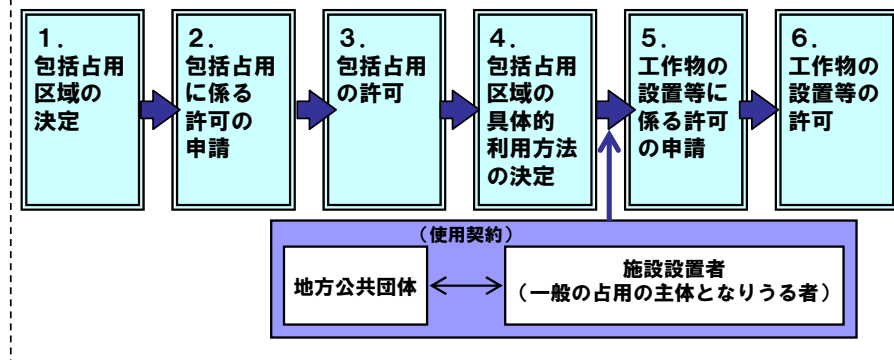 1.
包括占用
区域の
決定
2.
包括占用
に係る
許可の
申請
3.
包括占用
の許可
4.
包括占用
区域の
具体的
利用方法
の決定
5.
工作物の
設置等に
係る許可
の申請
6.
工作物の
設置等の
許可
(使用契約)
地方公共団体
施設設置者
(一般の占用の主体となりうる者)